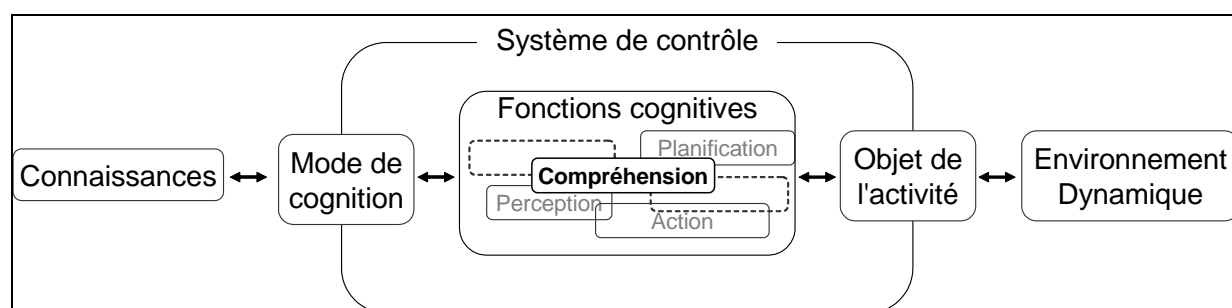 Système de contrôle
Fonctions cognitives
Planification
Compréhension
Perception
Action
Connaissances
Mode de
cognition
Objet de
l'activité
Environnement
Dynamique